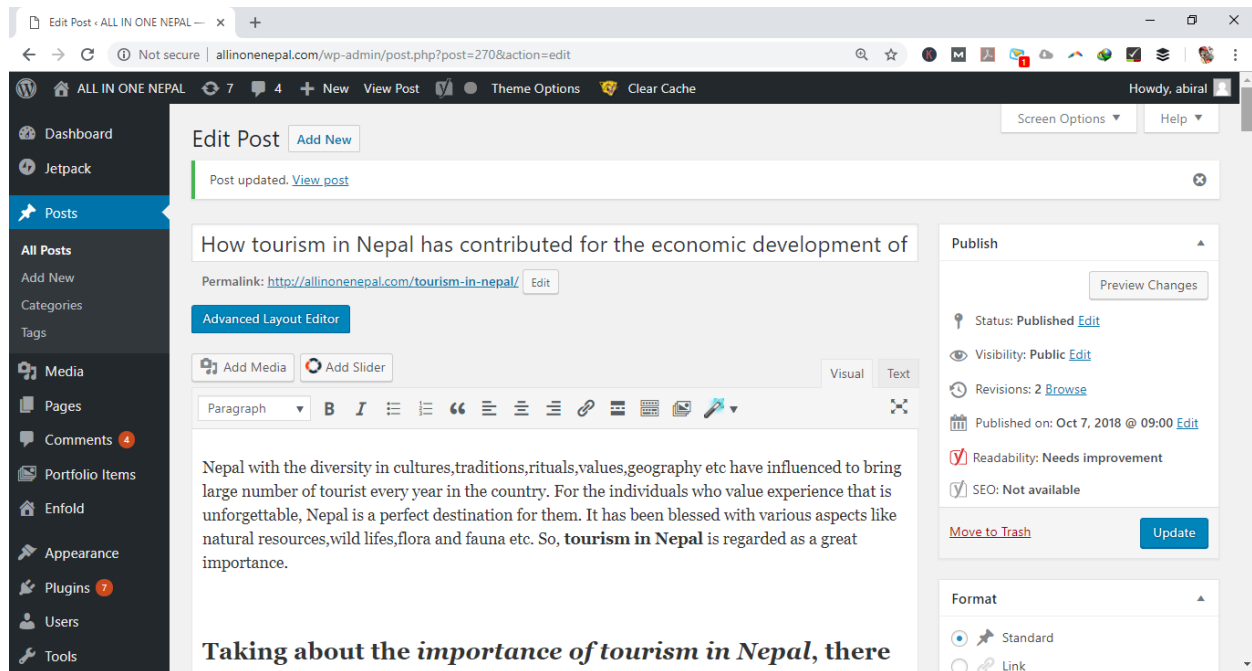 Edit Post ‹ ALL IN ONE NEPAL —
Not secure | allinonenepal.com/wp-admin/post.php?post=270&action=edit
1
ALL IN ONE NEPAL 7 4 + New View Post Theme Options Clear Cache Howdy, abiral
Screen Options Help
Dashboard
Jetpack
Posts
All Posts
Add New
Categories
Tags
Media
Pages
Comments 4
Portfolio Items
Enfold
Appearance
Plugins 7
Users
Tools
Edit Post Add New
Post updated. View post
How tourism in Nepal has contributed for the economic development of
Permalink: http://allinonenepal.com/tourism-in-nepal/ Edit
Advanced Layout Editor
Add Media Add Slider
Visual Text
Paragraph B I
Nepal with the diversity in cultures,traditions,rituals,values,geography etc have influenced to bring
large number of tourist every year in the country. For the individuals who value experience that is
unforgettable, Nepal is a perfect destination for them. It has been blessed with various aspects like
natural resources,wild lifes,flora and fauna etc. So, tourism in Nepal is regarded as a great
importance.
Taking about the importance of tourism in Nepal, there
Publish
Preview Changes
Status: Published Edit
Visibility: Public Edit
Revisions: 2 Browse
Published on: Oct 7, 2018 @ 09:00 Edit
Readability: Needs improvement
SEO: Not available
Move to Trash Update
Format
Standard
Link